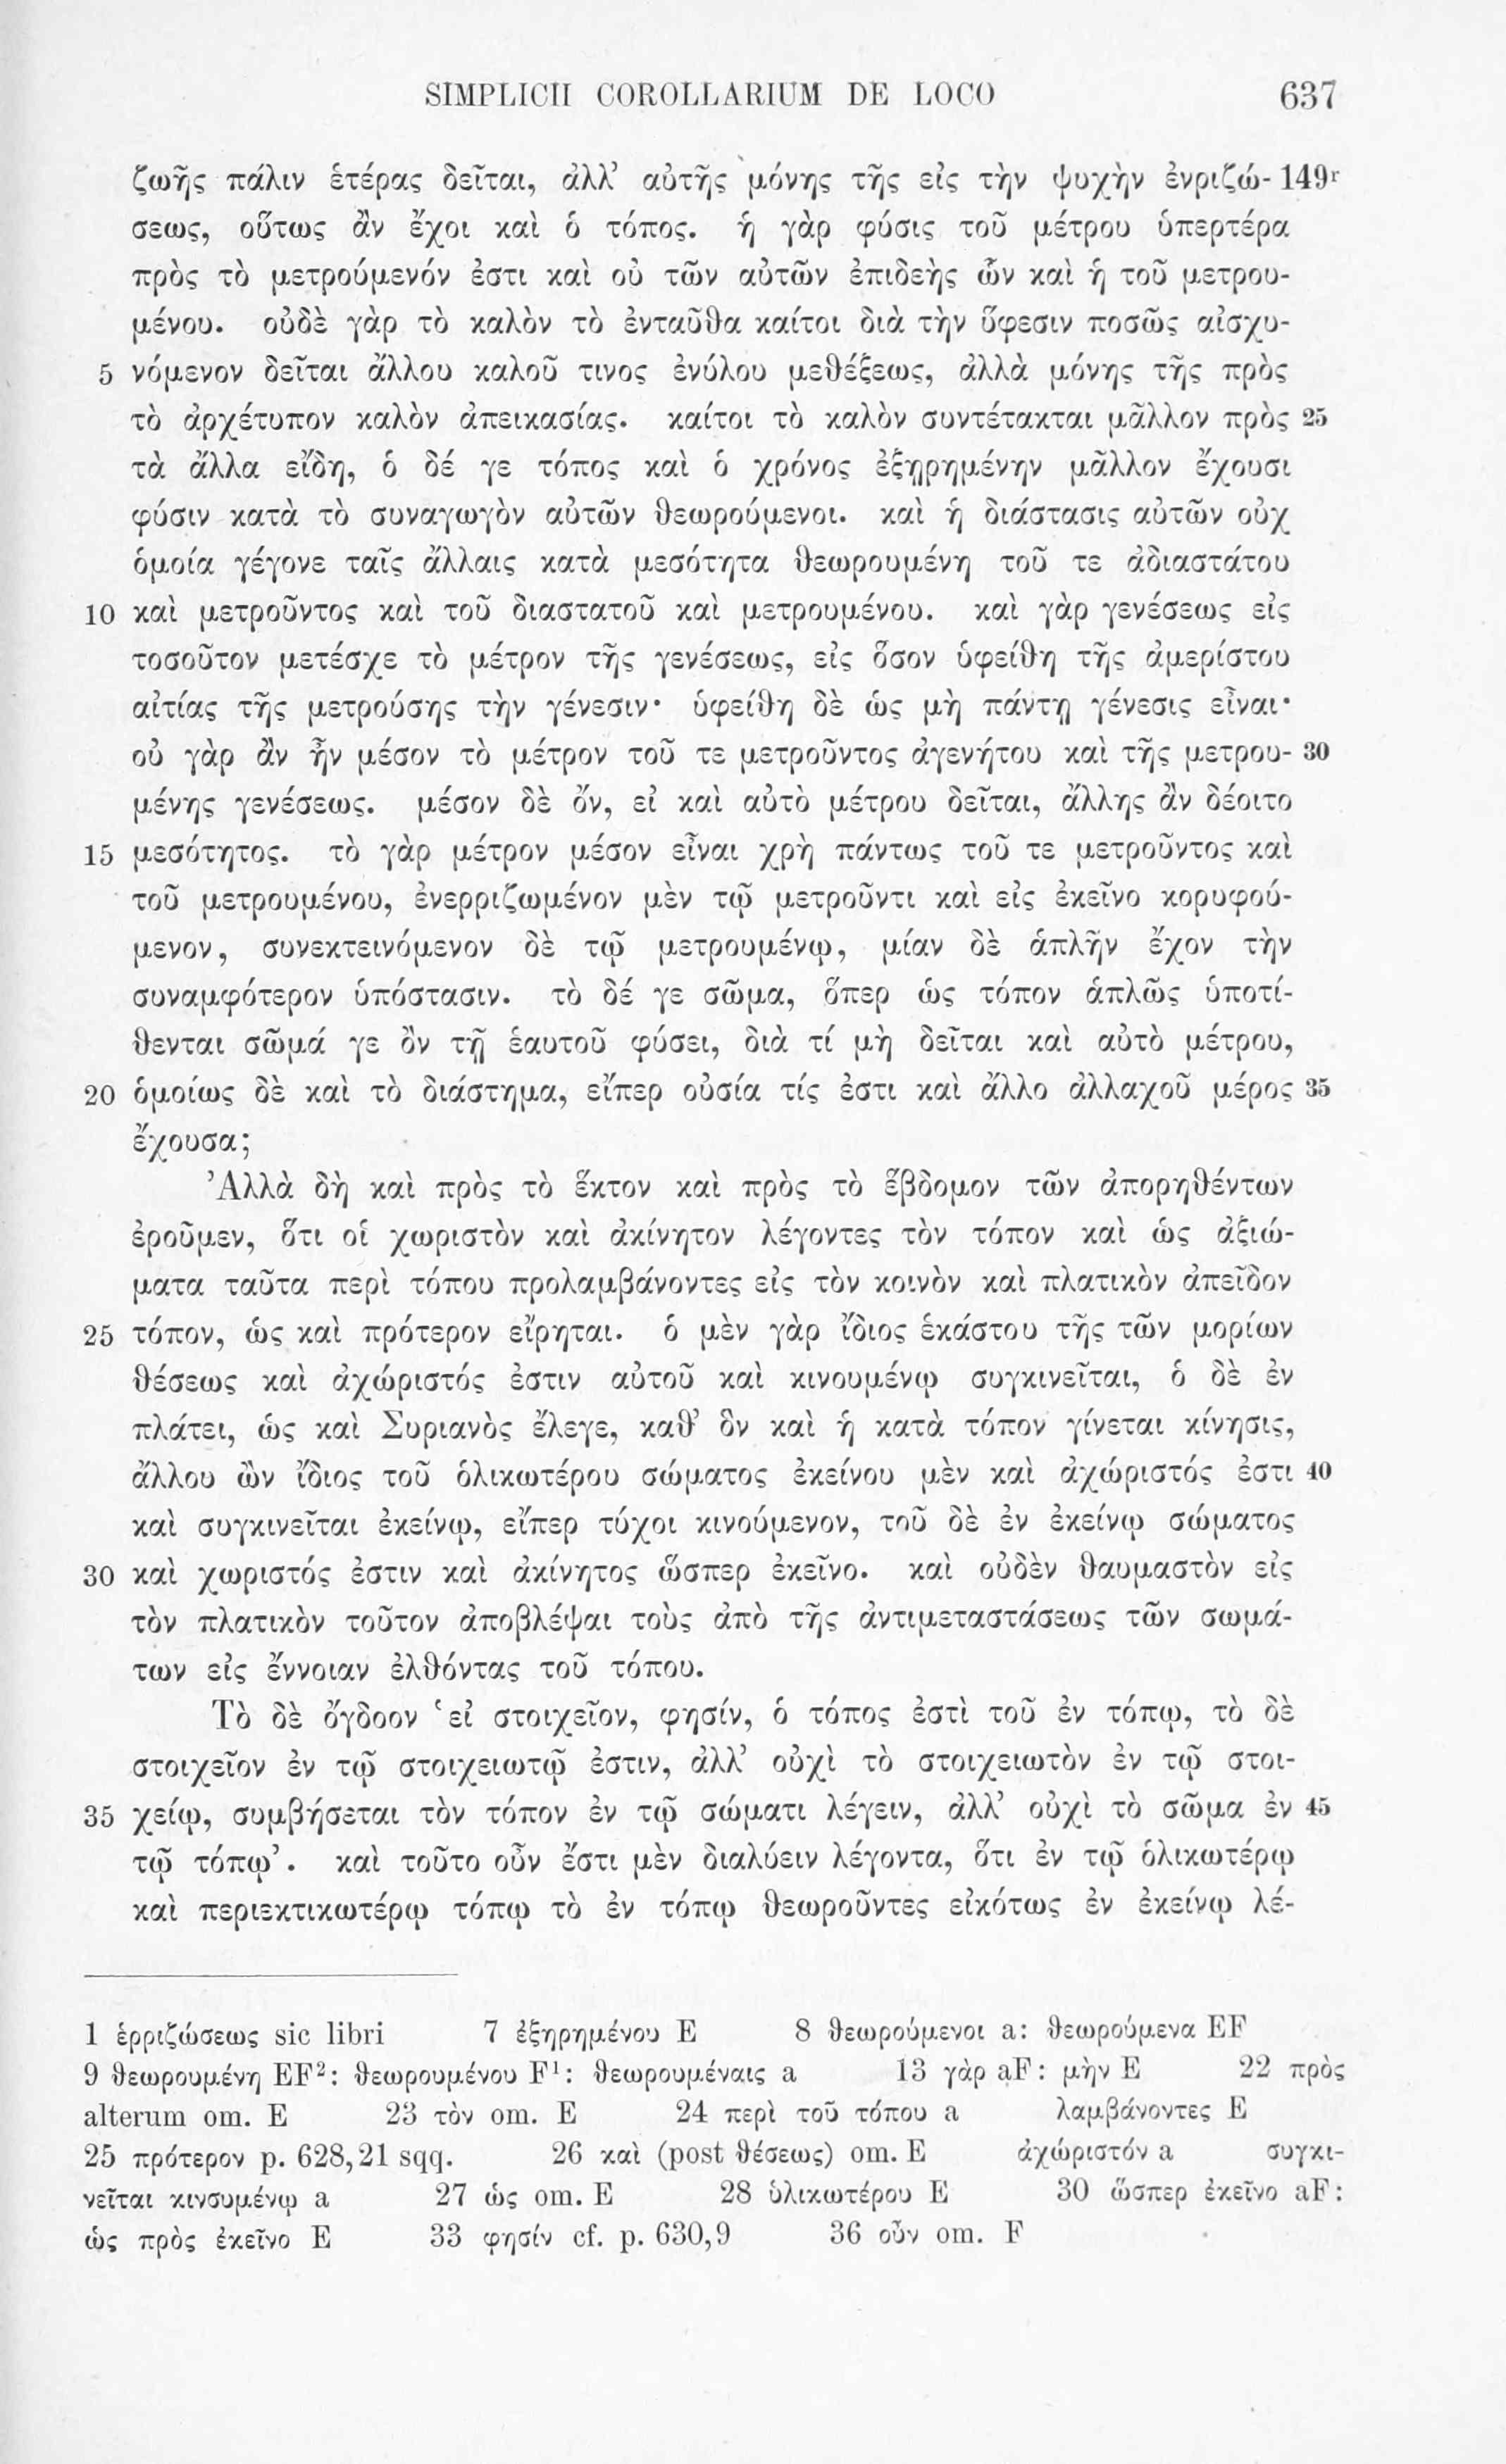 SIMPLICII COROLLARIUM DE LOCO 637
ζωῆς πάλιν ἑτέρας δεῖται, ἀλλ’ αὐτῆς μόνης τῆς εἰς τὴν ψυχὴν ἐνριζώ- 149ʳ
σεως, οὕτως ἂν ἔχοι καὶ ὁ τόπος. ἡ γὰρ φύσις τοῦ μέτρου ὑπερτέρα
πρὸς τὸ μετρούμενόν ἐστι καὶ οὐ τῶν αὐτῶν ἐπιδεὴς ὧν καὶ ἡ τοῦ μετρου-
μένου. οὐδὲ γὰρ τὸ καλὸν τὸ ἐνταῦθα καίτοι διὰ τὴν ὕφεσιν ποσῶς αἰσχυ-
5 νόμενον δεῖται ἄλλου καλοῦ τινος ἐνύλου μεθέξεως, ἀλλὰ μόνης τῆς πρὸς
τὸ ἀρχέτυπον καλὸν ἀπεικασίας. καίτοι τὸ καλὸν συντέτακται μᾶλλον πρὸς 25
τὰ ἄλλα εἴδη, ὁ δέ γε τόπος καὶ ὁ χρόνος ἐξῃρημένην μᾶλλον ἔχουσι
φύσιν κατὰ τὸ συναγωγὸν αὐτῶν θεωρούμενοι. καὶ ἡ διάστασις αὐτῶν οὐχ
ὁμοία γέγονε ταῖς ἄλλαις κατὰ μεσότητα θεωρουμένη τοῦ τε ἀδιαστάτου
10 καὶ μετροῦντος καὶ τοῦ διαστατοῦ καὶ μετρουμένου. καὶ γὰρ γενέσεως εἰς
τοσοῦτον μετέσχε τὸ μέτρον τῆς γενέσεως, εἰς ὅσον ὑφείθη τῆς ἀμερίστου
αἰτίας τῆς μετρούσης τὴν γένεσιν· ὑφείθη δὲ ὡς μὴ πάντῃ γένεσις εἶναι·
οὐ γὰρ ἂν ἦν μέσον τὸ μέτρον τοῦ τε μετροῦντος ἀγενήτου καὶ τῆς μετρου- 30
μένης γενέσεως. μέσον δὲ ὄν, εἰ καὶ αὐτὸ μέτρου δεῖται, ἄλλης ἂν δέοιτο
15 μεσότητος. τὸ γὰρ μέτρον μέσον εἶναι χρὴ πάντως τοῦ τε μετροῦντος καὶ
τοῦ μετρουμένου, ἐνερριζωμένον μὲν τῷ μετροῦντι καὶ εἰς ἐκεῖνο κορυφού-
μενον, συνεκτεινόμενον δὲ τῷ μετρουμένῳ, μίαν δὲ ἁπλῆν ἔχον τὴν
συναμφότερον ὑπόστασιν. τὸ δέ γε σῶμα, ὅπερ ὡς τόπον ἁπλῶς ὑποτί-
θενται σῶμά γε ὂν τῇ ἑαυτοῦ φύσει, διὰ τί μὴ δεῖται καὶ αὐτὸ μέτρου,
20 ὁμοίως δὲ καὶ τὸ διάστημα, εἴπερ οὐσία τίς ἐστι καὶ ἄλλο ἀλλαχοῦ μέρος 35
ἔχουσα;
Ἀλλὰ δὴ καὶ πρὸς τὸ ἕκτον καὶ πρὸς τὸ ἕβδομον τῶν ἀπορηθέντων
ἐροῦμεν, ὅτι οἱ χωριστὸν καὶ ἀκίνητον λέγοντες τὸν τόπον καὶ ὡς ἀξιώ-
ματα ταῦτα περὶ τόπου προλαμβάνοντες εἰς τὸν κοινὸν καὶ πλατικὸν ἀπεῖδον
25 τόπον, ὡς καὶ πρότερον εἴρηται. ὁ μὲν γὰρ ἴδιος ἑκάστου τῆς τῶν μορίων
θέσεως καὶ ἀχώριστός ἐστιν αὐτοῦ καὶ κινουμένῳ συγκινεῖται, ὁ δὲ ἐν
πλάτει, ὡς καὶ Συριανὸς ἔλεγε, καθ’ ὃν καὶ ἡ κατὰ τόπον γίνεται κίνησις,
ἄλλου ὢν ἴδιος τοῦ ὁλικωτέρου σώματος ἐκείνου μὲν καὶ ἀχώριστός ἐστι 40
καὶ συγκινεῖται ἐκείνῳ, εἴπερ τύχοι κινούμενον, τοῦ δὲ ἐν ἐκείνῳ σώματος
30 καὶ χωριστός ἐστιν καὶ ἀκίνητος ὥσπερ ἐκεῖνο. καὶ οὐδὲν θαυμαστὸν εἰς
τὸν πλατικὸν τοῦτον ἀποβλέψαι τοὺς ἀπὸ τῆς ἀντιμεταστάσεως τῶν σωμά-
των εἰς ἔννοιαν ἐλθόντας τοῦ τόπου.
Τὸ δὲ ὄγδοον ‘εἰ στοιχεῖον, φησίν, ὁ τόπος ἐστὶ τοῦ ἐν τόπῳ, τὸ δὲ
στοιχεῖον ἐν τῷ στοιχειωτῷ ἐστιν, ἀλλ’ οὐχὶ τὸ στοιχειωτὸν ἐν τῷ στοι-
35 χείῳ, συμβήσεται τὸν τόπον ἐν τῷ σώματι λέγειν, ἀλλ’ οὐχὶ τὸ σῶμα ἐν 45
τῷ τόπῳ’. καὶ τοῦτο οὖν ἔστι μὲν διαλύειν λέγοντα, ὅτι ἐν τῷ ὁλικωτέρῳ
καὶ περιεκτικωτέρῳ τόπῳ τὸ ἐν τόπῳ θεωροῦντες εἰκότως ἐν ἐκείνῳ λέ-
1 ἐρριζώσεως sic libri 7 ἐξηρημένου E 8 θεωρούμενοι a: θεωρούμενα EF
9 θεωρουμένη EF²: θεωρουμένου F¹: θεωρουμέναις a 13 γὰρ aF: μὴν E 22 πρὸς
alterum om. E 23 τὸν om. E 24 περὶ τοῦ τόπου a λαμβάνοντες E
25 πρότερον p. 628,21 sqq. 26 καὶ (post θέσεως) om. E ἀχώριστόν a συγκι-
νεῖται κινουμένῳ a 27 ὡς om. E 28 ὑλικωτέρου E 30 ὥσπερ ἐκεῖνο aF:
ὡς πρὸς ἐκεῖνο E 33 φησίν cf. p. 630,9 36 οὖν om. F